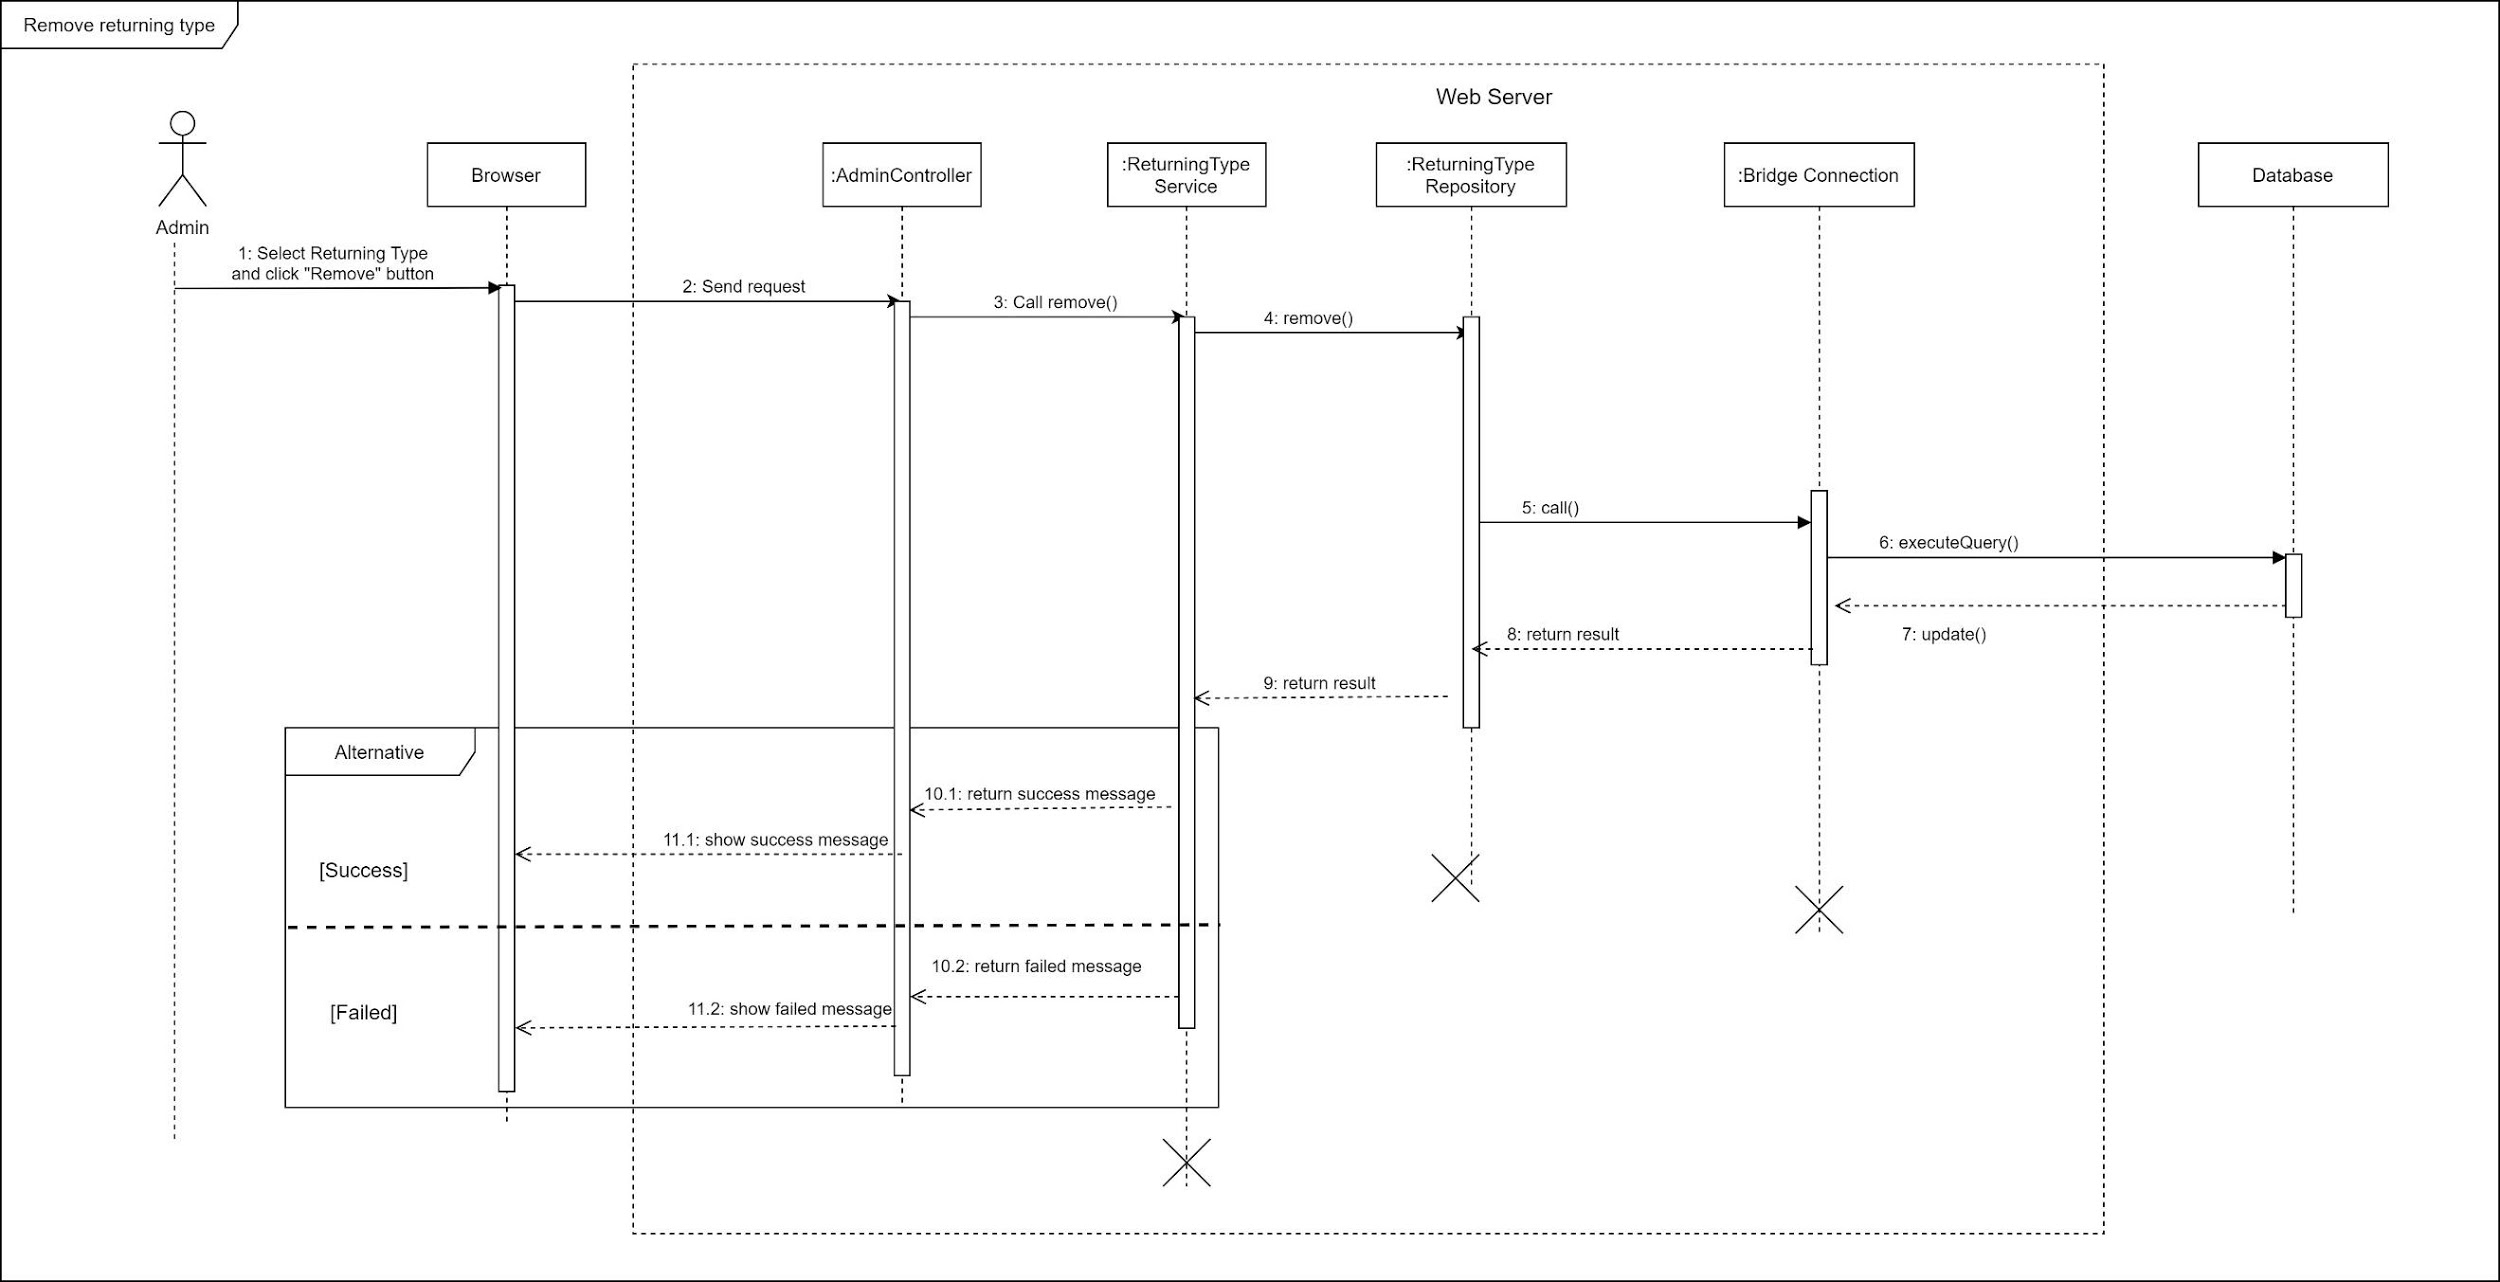 Remove returning type
Web Server
Admin
Browser
:AdminController
:ReturningType
Service
:ReturningType
Repository
:Bridge Connection
Database
1: Select Returning Type
and click "Remove" button
2: Send request
3: Call remove()
4: remove()
5: call()
6: executeQuery()
7: update()
8: return result
9: return result
Alternative
10.1: return success message
11.1: show success message
[Success]
10.2: return failed message
11.2: show failed message
[Failed]